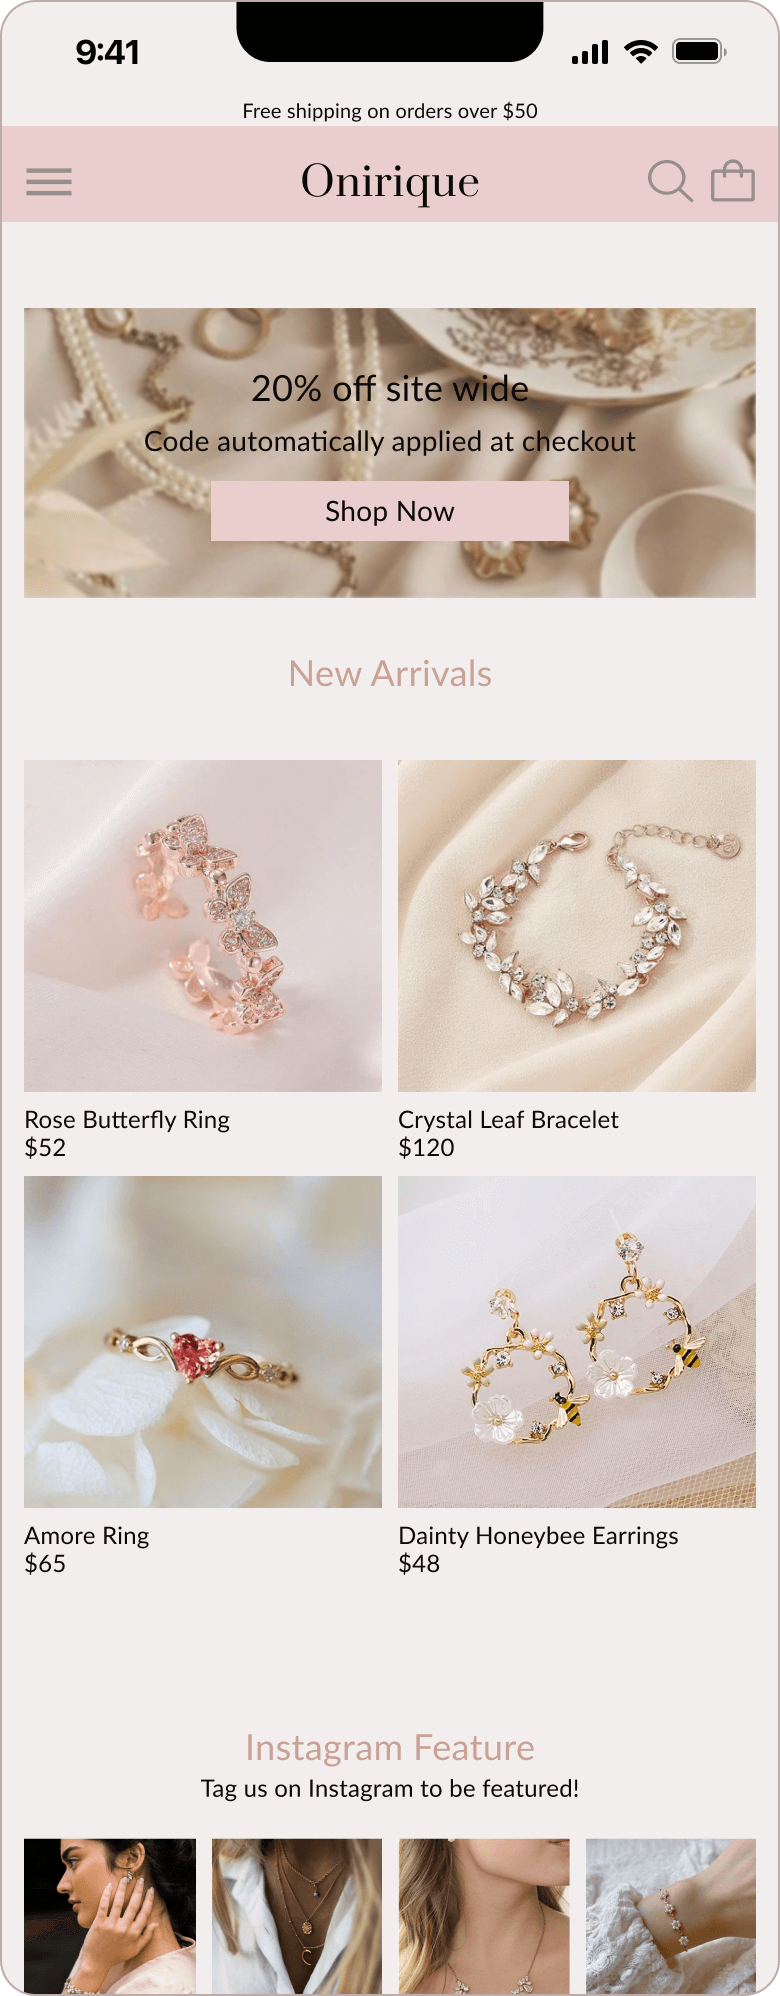 9:41
Free shipping on orders over $50
Onirique
20% off site wide
Code automatically applied at checkout
Shop Now
New Arrivals
Rose Butterfly Ring
$52
Crystal Leaf Bracelet
$120
Amore Ring
$65
Dainty Honeybee Earrings
$48
Instagram Feature
Tag us on Instagram to be featured!